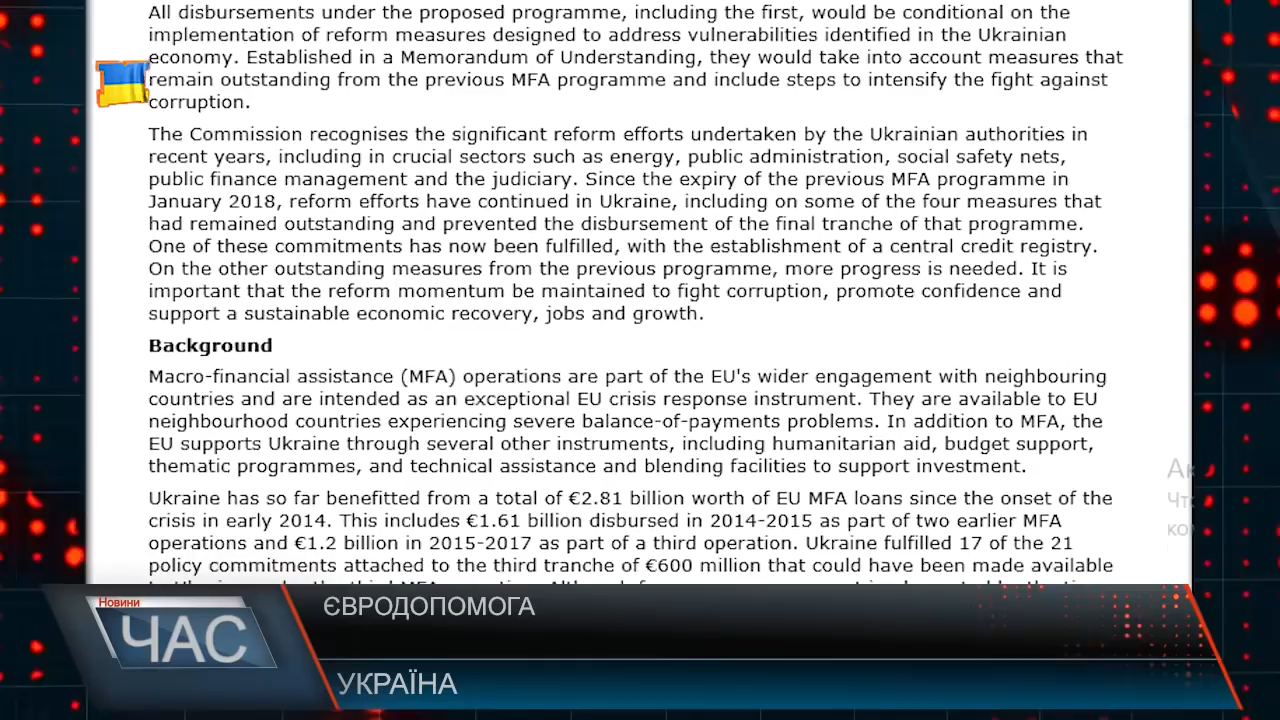 All disbursements under the proposed programme, including the first, would be conditional on the
implementation of reform measures designed to address vulnerabilities identified in the Ukrainian
economy. Established in a Memorandum of Understanding, they would take into account measures that
remain outstanding from the previous MFA programme and include steps to intensify the fight against
corruption.
The Commission recognises the significant reform efforts undertaken by the Ukrainian authorities in
recent years, including in crucial sectors such as energy, public administration, social safety nets,
public finance management and the judiciary. Since the expiry of the previous MFA programme in
January 2018, reform efforts have continued in Ukraine, including on some of the four measures that
had remained outstanding and prevented the disbursement of the final tranche of that programme.
One of these commitments has now been fulfilled, with the establishment of a central credit registry.
On the other outstanding measures from the previous programme, more progress is needed. It is
important that the reform momentum be maintained to fight corruption, promote confidence and
support a sustainable economic recovery, jobs and growth.
Background
Macro-financial assistance (MFA) operations are part of the EU's wider engagement with neighbouring
countries and are intended as an exceptional EU crisis response instrument. They are available to EU
neighbourhood countries experiencing severe balance-of-payments problems. In addition to MFA, the
EU supports Ukraine through several other instruments, including humanitarian aid, budget support,
thematic programmes, and technical assistance and blending facilities to support investment.
Ukraine has so far benefitted from a total of €2.81 billion worth of EU MFA loans since the onset of the
crisis in early 2014. This includes €1.61 billion disbursed in 2014-2015 as part of two earlier MFA
operations and €1.2 billion in 2015-2017 as part of a third operation. Ukraine fulfilled 17 of the 21
policy commitments attached to the third tranche of €600 million that could have been made available
Новини
ЧАС
ЄВРОДОПОМОГА
УКРАЇНА